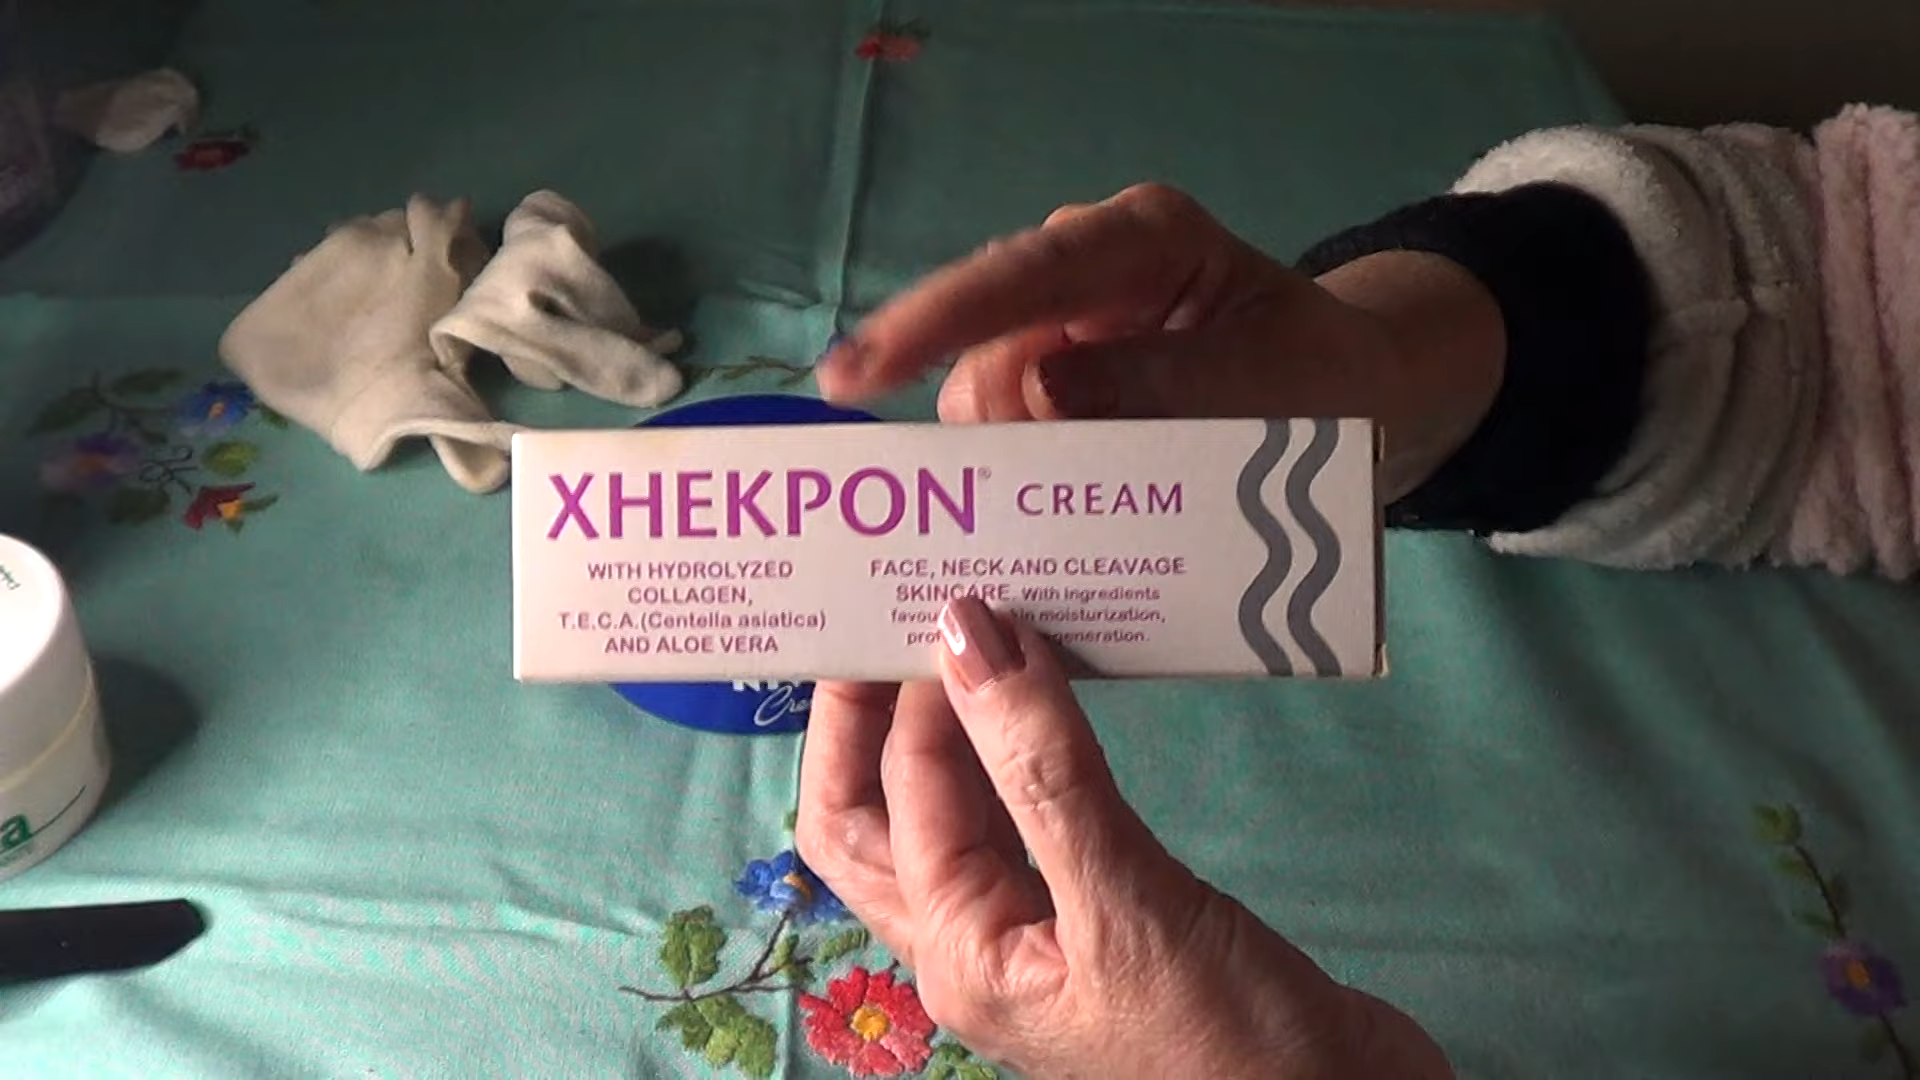 XHEKPON® CREAM
WITH HYDROLYZED
COLLAGEN,
T.E.C.A.(Centella asiatica)
AND ALOE VERA
FACE, NECK AND CLEAVAGE
SKINCARE. With ingredients
moisturization,
a